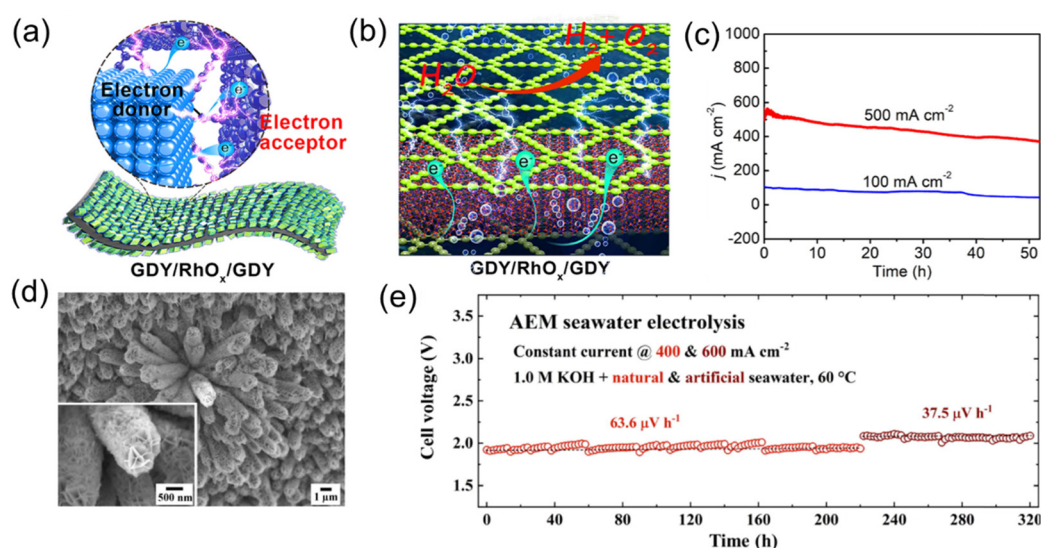 (a)
Electron
donor
e
e
e
Electron
acceptor
GDY/RhOₓ/GDY
(b)
H₂O
H₂ + O₂
e
e
e
GDY/RhOₓ/GDY
(c)
1000
800
600
400
200
0
-200
j (mA cm⁻²)
500 mA cm⁻²
100 mA cm⁻²
0 10 20 30 40 50
Time (h)
(d)
500 nm
1 µm
(e)
3.5
3.0
2.5
2.0
1.5
Cell voltage (V)
AEM seawater electrolysis
Constant current @ 400 & 600 mA cm⁻²
1.0 M KOH + natural & artificial seawater, 60 °C
63.6 µV h⁻¹
37.5 µV h⁻¹
0 40 80 120 160 200 240 280 320
Time (h)